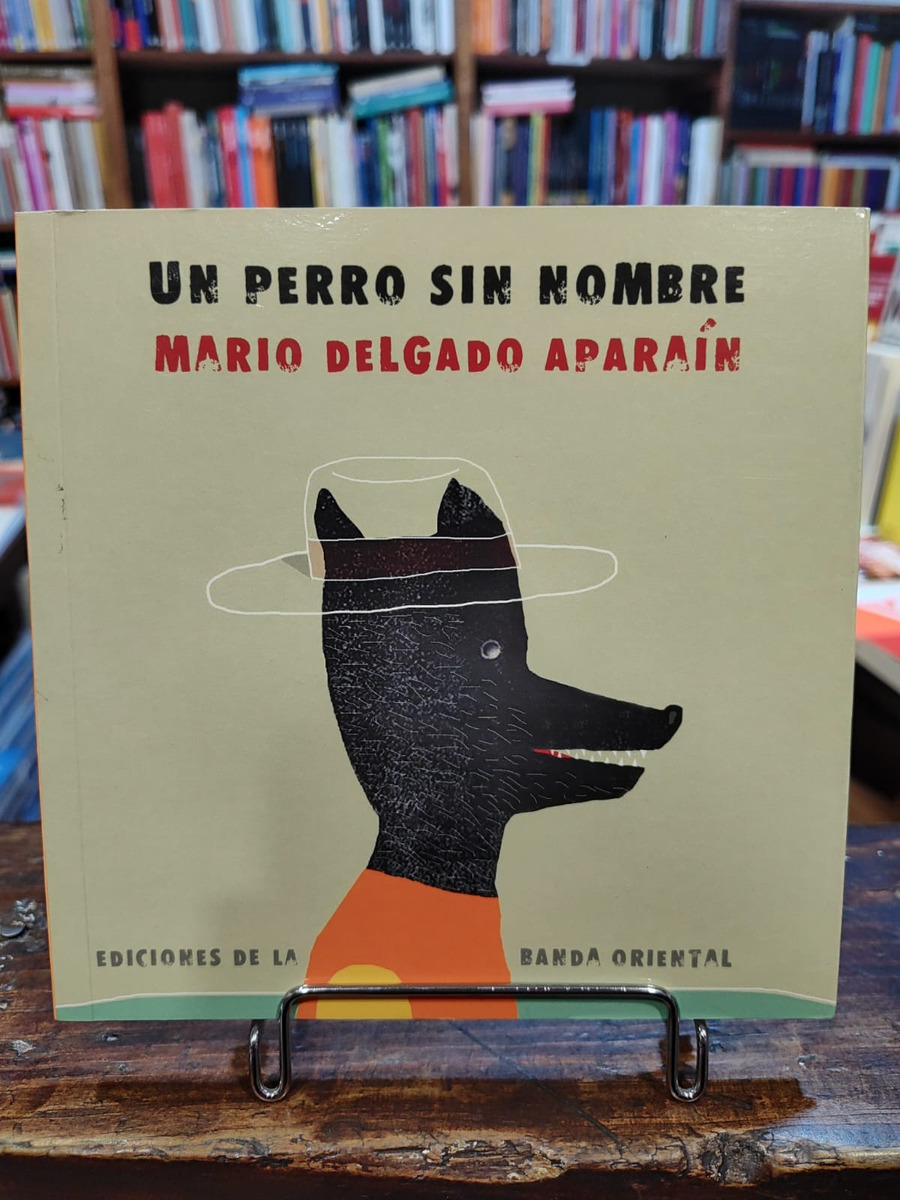 UN PERRO SIN NOMBRE
MARIO DELGADO APARAÍN
EDICIONES DE LA BANDA ORIENTAL